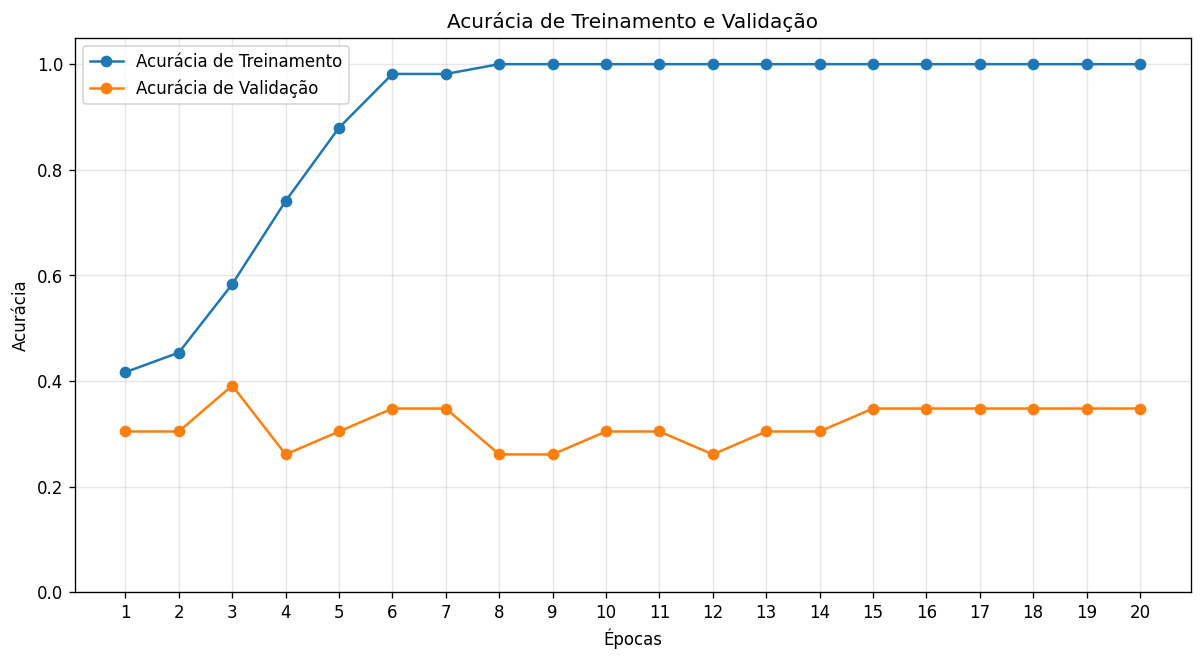 Acurácia de Treinamento e Validação
Acurácia de Treinamento
Acurácia de Validação
1.0
0.8
0.6
0.4
0.2
0.0
Acurácia
1 2 3 4 5 6 7 8 9 10 11 12 13 14 15 16 17 18 19 20
Épocas